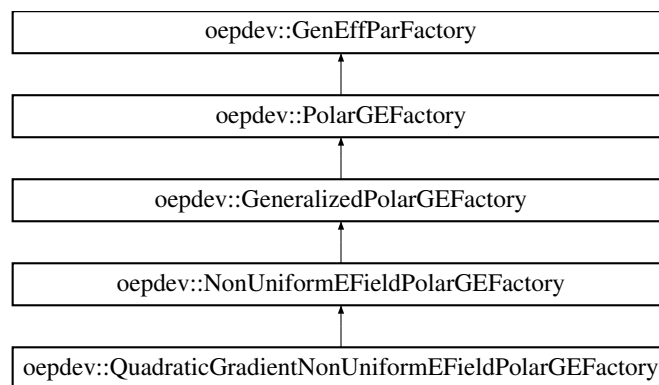 oepdev::GenEffParFactory
oepdev::PolarGEFactory
oepdev::GeneralizedPolarGEFactory
oepdev::NonUniformEFieldPolarGEFactory
oepdev::QuadraticGradientNonUniformEFieldPolarGEFactory